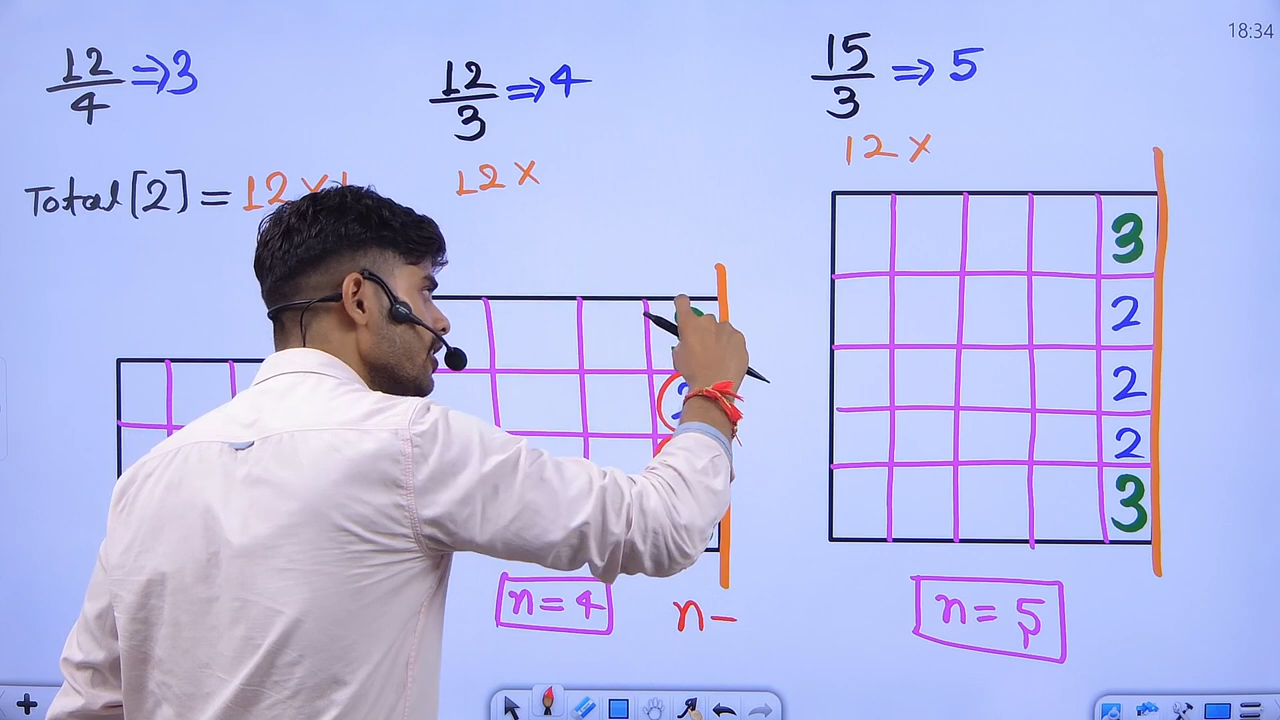 18:34
12/4 ⇒ 3
12/3 ⇒ 4
15/3 ⇒ 5
12 ×
12 ×
Total [2] = 12 ×
3
2
2
2
3
n = 4
n -
n = 5